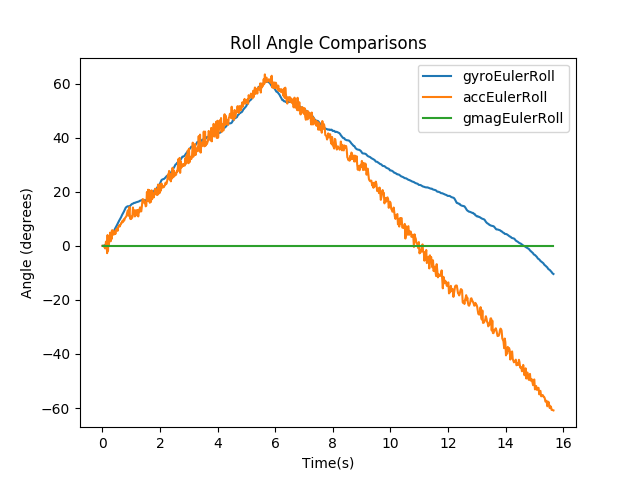 Roll Angle Comparisons
gyroEulerRoll
accEulerRoll
gmagEulerRoll
Angle (degrees)
60
40
20
0
−20
−40
−60
0 2 4 6 8 10 12 14 16
Time(s)